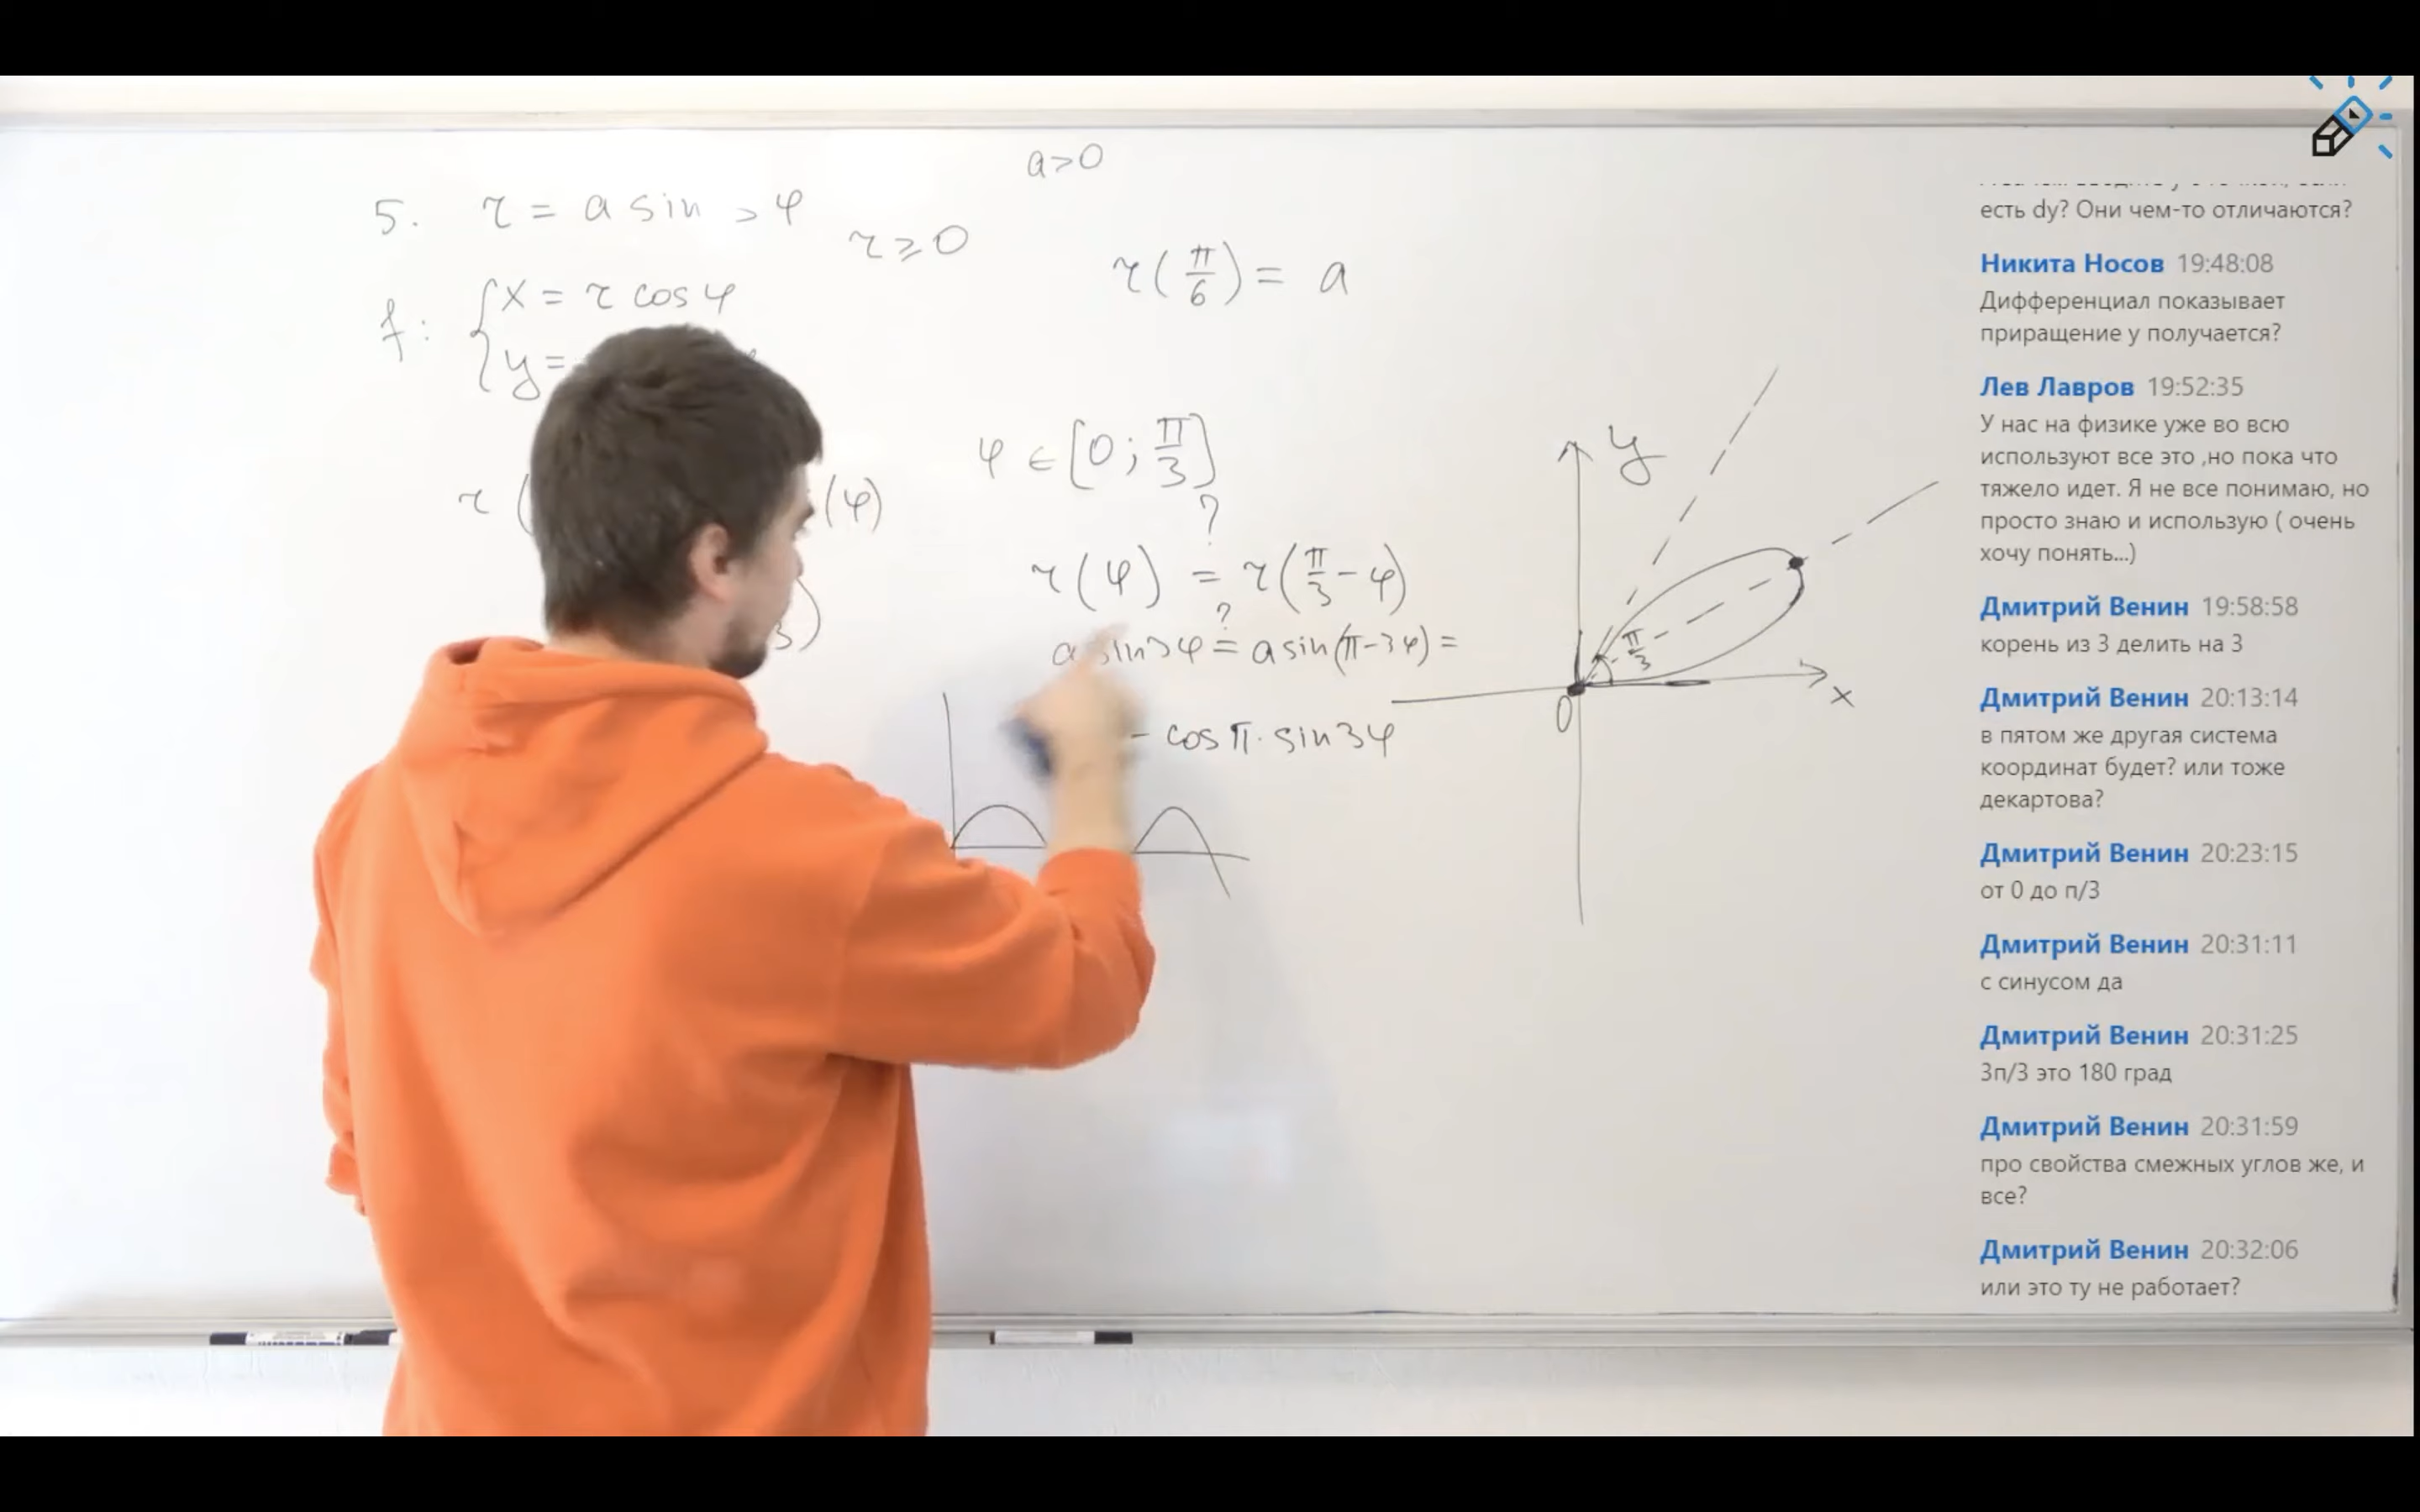 a>0
5. r = a sin 3φ
r ⩾ 0
r(π/6) = a
f: { x = r cos φ
y =
φ ∈ [0; π/3]
r ( (φ)
?
r(φ) = r(π/3 - φ)
3)
?
a sin3φ = a sin(π-3φ) =
- cos π · sin3φ
y
π/3
0
x
есть dy? Они чем-то отличаются?
Никита Носов 19:48:08
Дифференциал показывает
приращение у получается?
Лев Лавров 19:52:35
У нас на физике уже во всю
используют все это ,но пока что
тяжело идет. Я не все понимаю, но
просто знаю и использую ( очень
хочу понять...)
Дмитрий Венин 19:58:58
корень из 3 делить на 3
Дмитрий Венин 20:13:14
в пятом же другая система
координат будет? или тоже
декартова?
Дмитрий Венин 20:23:15
от 0 до п/3
Дмитрий Венин 20:31:11
с синусом да
Дмитрий Венин 20:31:25
3п/3 это 180 град
Дмитрий Венин 20:31:59
про свойства смежных углов же, и
все?
Дмитрий Венин 20:32:06
или это ту не работает?